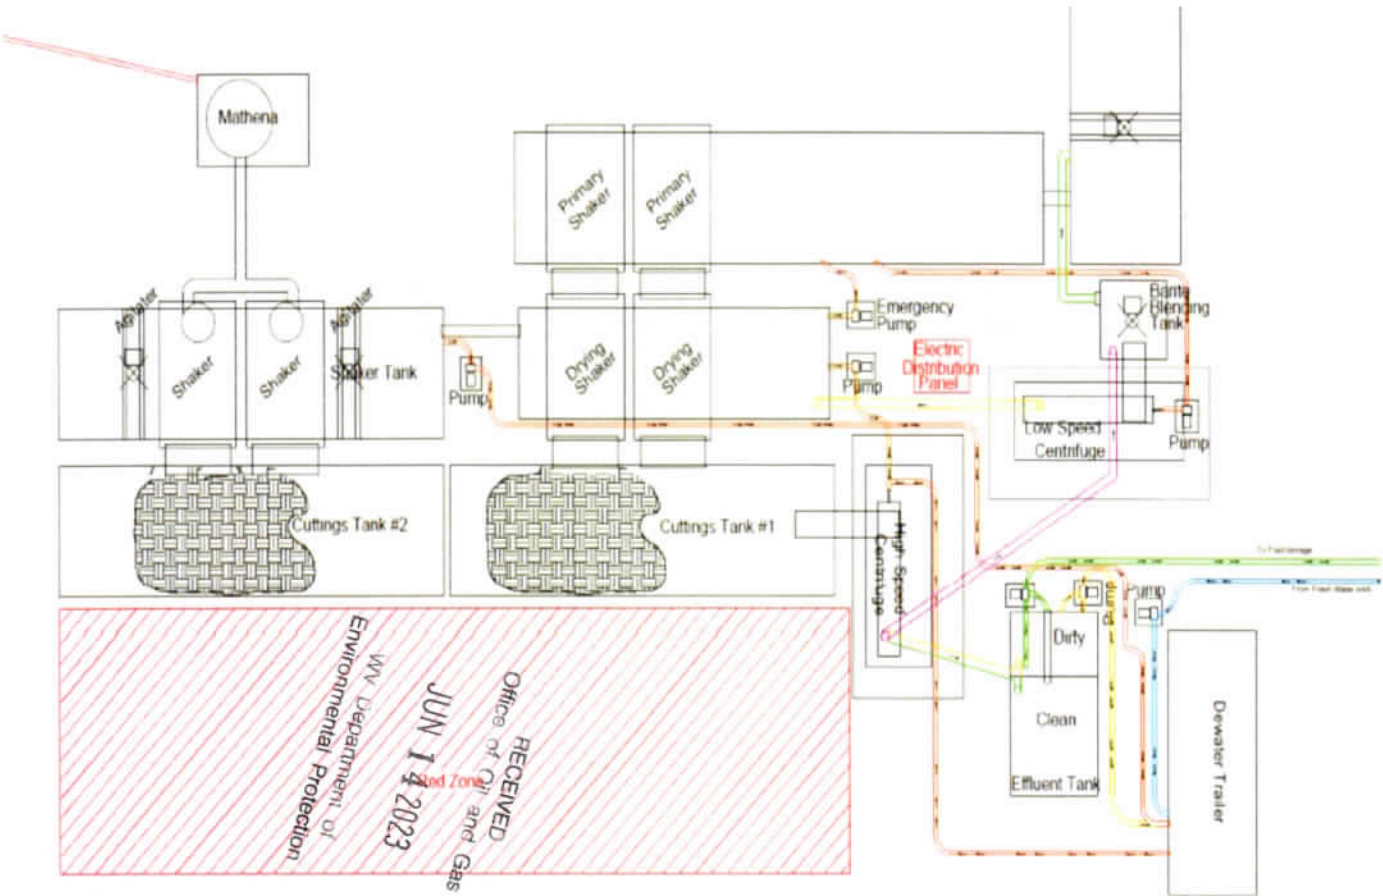 Mathena
Primary
Shaker
Primary
Shaker
Agitater
Shaker
Shaker
Agitater
Shaker Tank
Pump
Drying
Shaker
Drying
Shaker
Emergency
Pump
Pump
Electric
Distribution
Panel
Blending
Tank
Low Speed
Centrifuge
Pump
Cuttings Tank #2
Cuttings Tank #1
High Speed
Centrifuge
Pump
Pump
Dirty
Clean
Effluent Tank
Dewater Trailer
Red Zone
RECEIVED
Office of Oil and Gas
JUN 14 2023
WV Department of
Environmental Protection